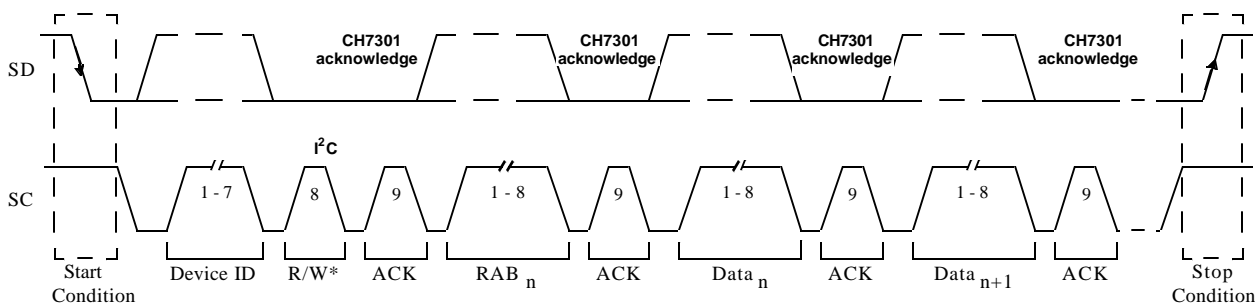 CH7301 CH7301 CH7301 CH7301
acknowledge acknowledge acknowledge acknowledge
SD
I²C
SC 1 - 7 8 9 1 - 8 9 1 - 8 9 1 - 8 9
Start Device ID R/W* ACK RAB n ACK Data n ACK Data n+1 ACK Stop
Condition Condition